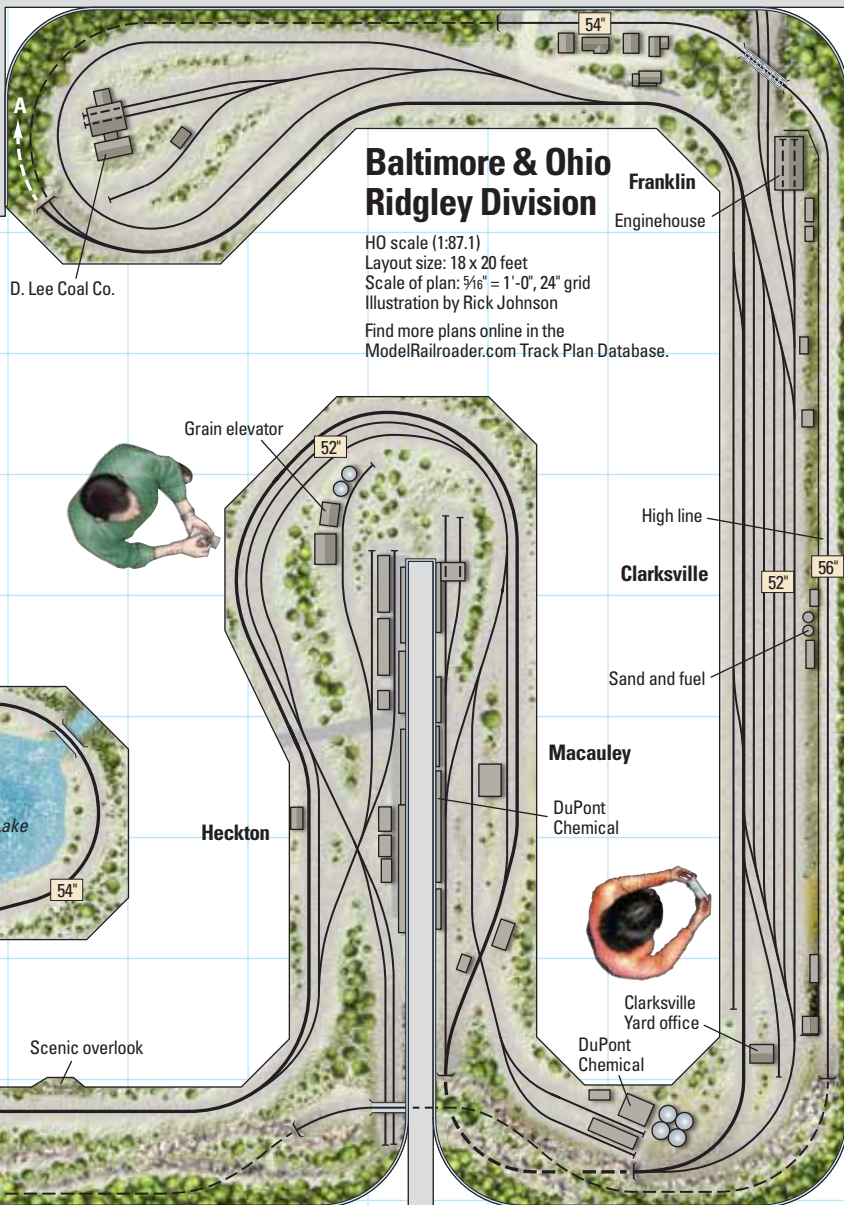 54"
A
Baltimore & Ohio
Ridgley Division
HO scale (1:87.1)
Layout size: 18 x 20 feet
Scale of plan: 5⁄16" = 1'-0", 24" grid
Illustration by Rick Johnson
Find more plans online in the
ModelRailroader.com Track Plan Database.
Franklin
Enginehouse
D. Lee Coal Co.
Grain elevator
52"
High line
Clarksville
52"
56"
Sand and fuel
Macauley
DuPont
Chemical
Heckton
54"
Clarksville
Yard office
DuPont
Chemical
Scenic overlook